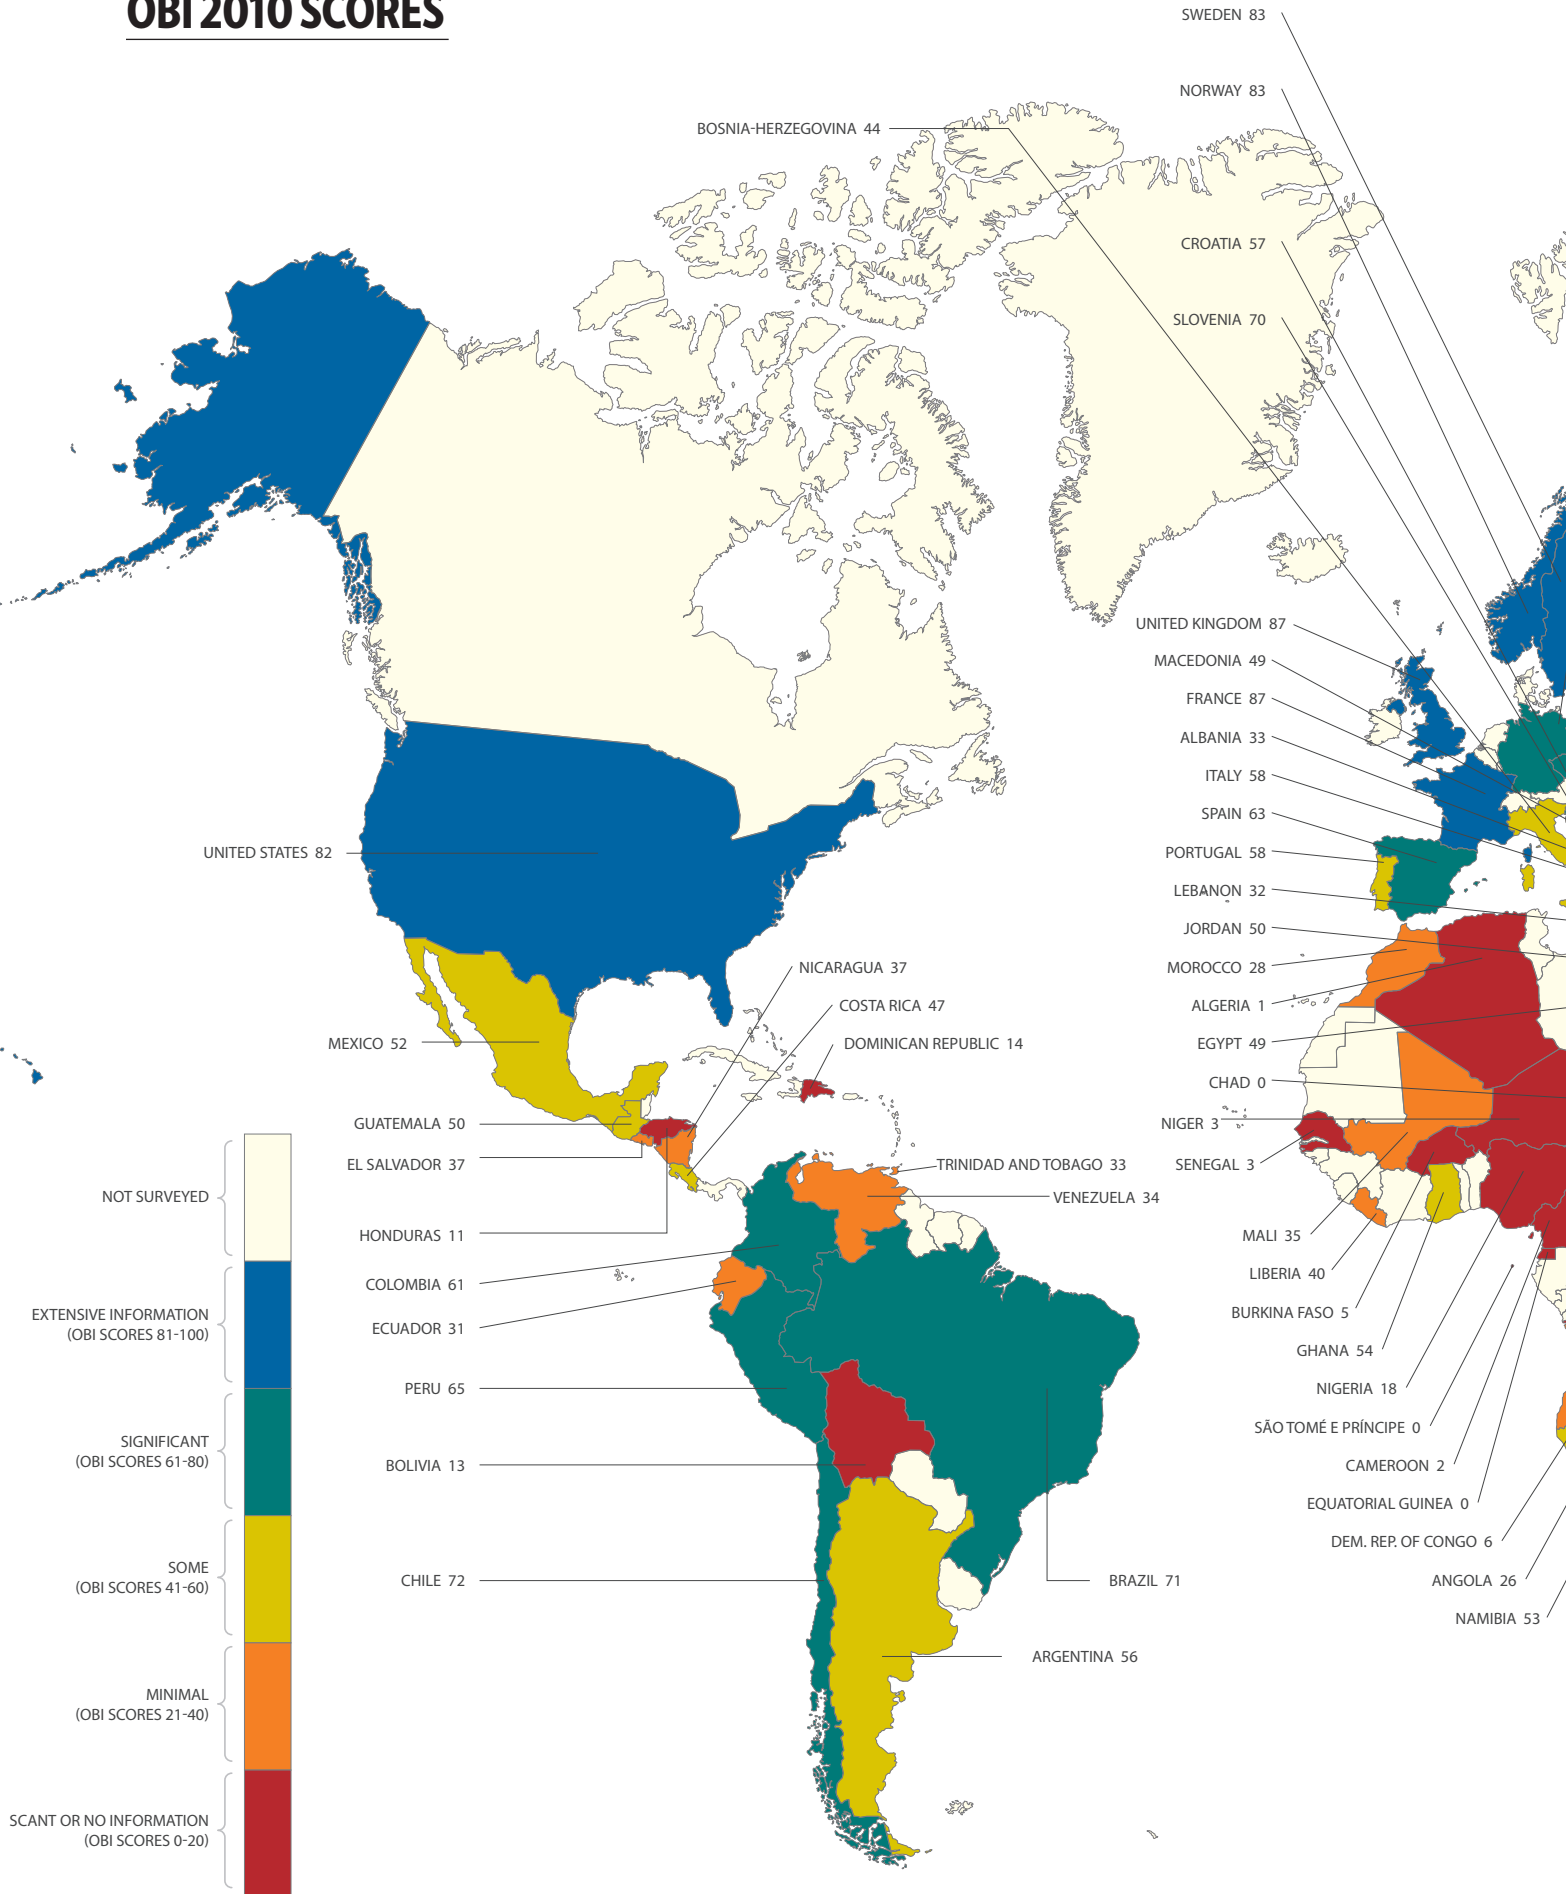 OBI 2010 SCORES
SWEDEN 83
NORWAY 83
BOSNIA-HERZEGOVINA 44
CROATIA 57
SLOVENIA 70
UNITED KINGDOM 87
MACEDONIA 49
FRANCE 87
ALBANIA 33
ITALY 58
SPAIN 63
PORTUGAL 58
LEBANON 32
JORDAN 50
MOROCCO 28
ALGERIA 1
EGYPT 49
CHAD 0
NIGER 3
SENEGAL 3
MALI 35
LIBERIA 40
BURKINA FASO 5
GHANA 54
NIGERIA 18
SÃO TOMÉ E PRÍNCIPE 0
CAMEROON 2
EQUATORIAL GUINEA 0
DEM. REP. OF CONGO 6
ANGOLA 26
NAMIBIA 53
UNITED STATES 82
NICARAGUA 37
COSTA RICA 47
MEXICO 52
DOMINICAN REPUBLIC 14
GUATEMALA 50
EL SALVADOR 37
TRINIDAD AND TOBAGO 33
VENEZUELA 34
HONDURAS 11
COLOMBIA 61
ECUADOR 31
PERU 65
BOLIVIA 13
CHILE 72
BRAZIL 71
ARGENTINA 56
NOT SURVEYED
EXTENSIVE INFORMATION
(OBI SCORES 81-100)
SIGNIFICANT
(OBI SCORES 61-80)
SOME
(OBI SCORES 41-60)
MINIMAL
(OBI SCORES 21-40)
SCANT OR NO INFORMATION
(OBI SCORES 0-20)